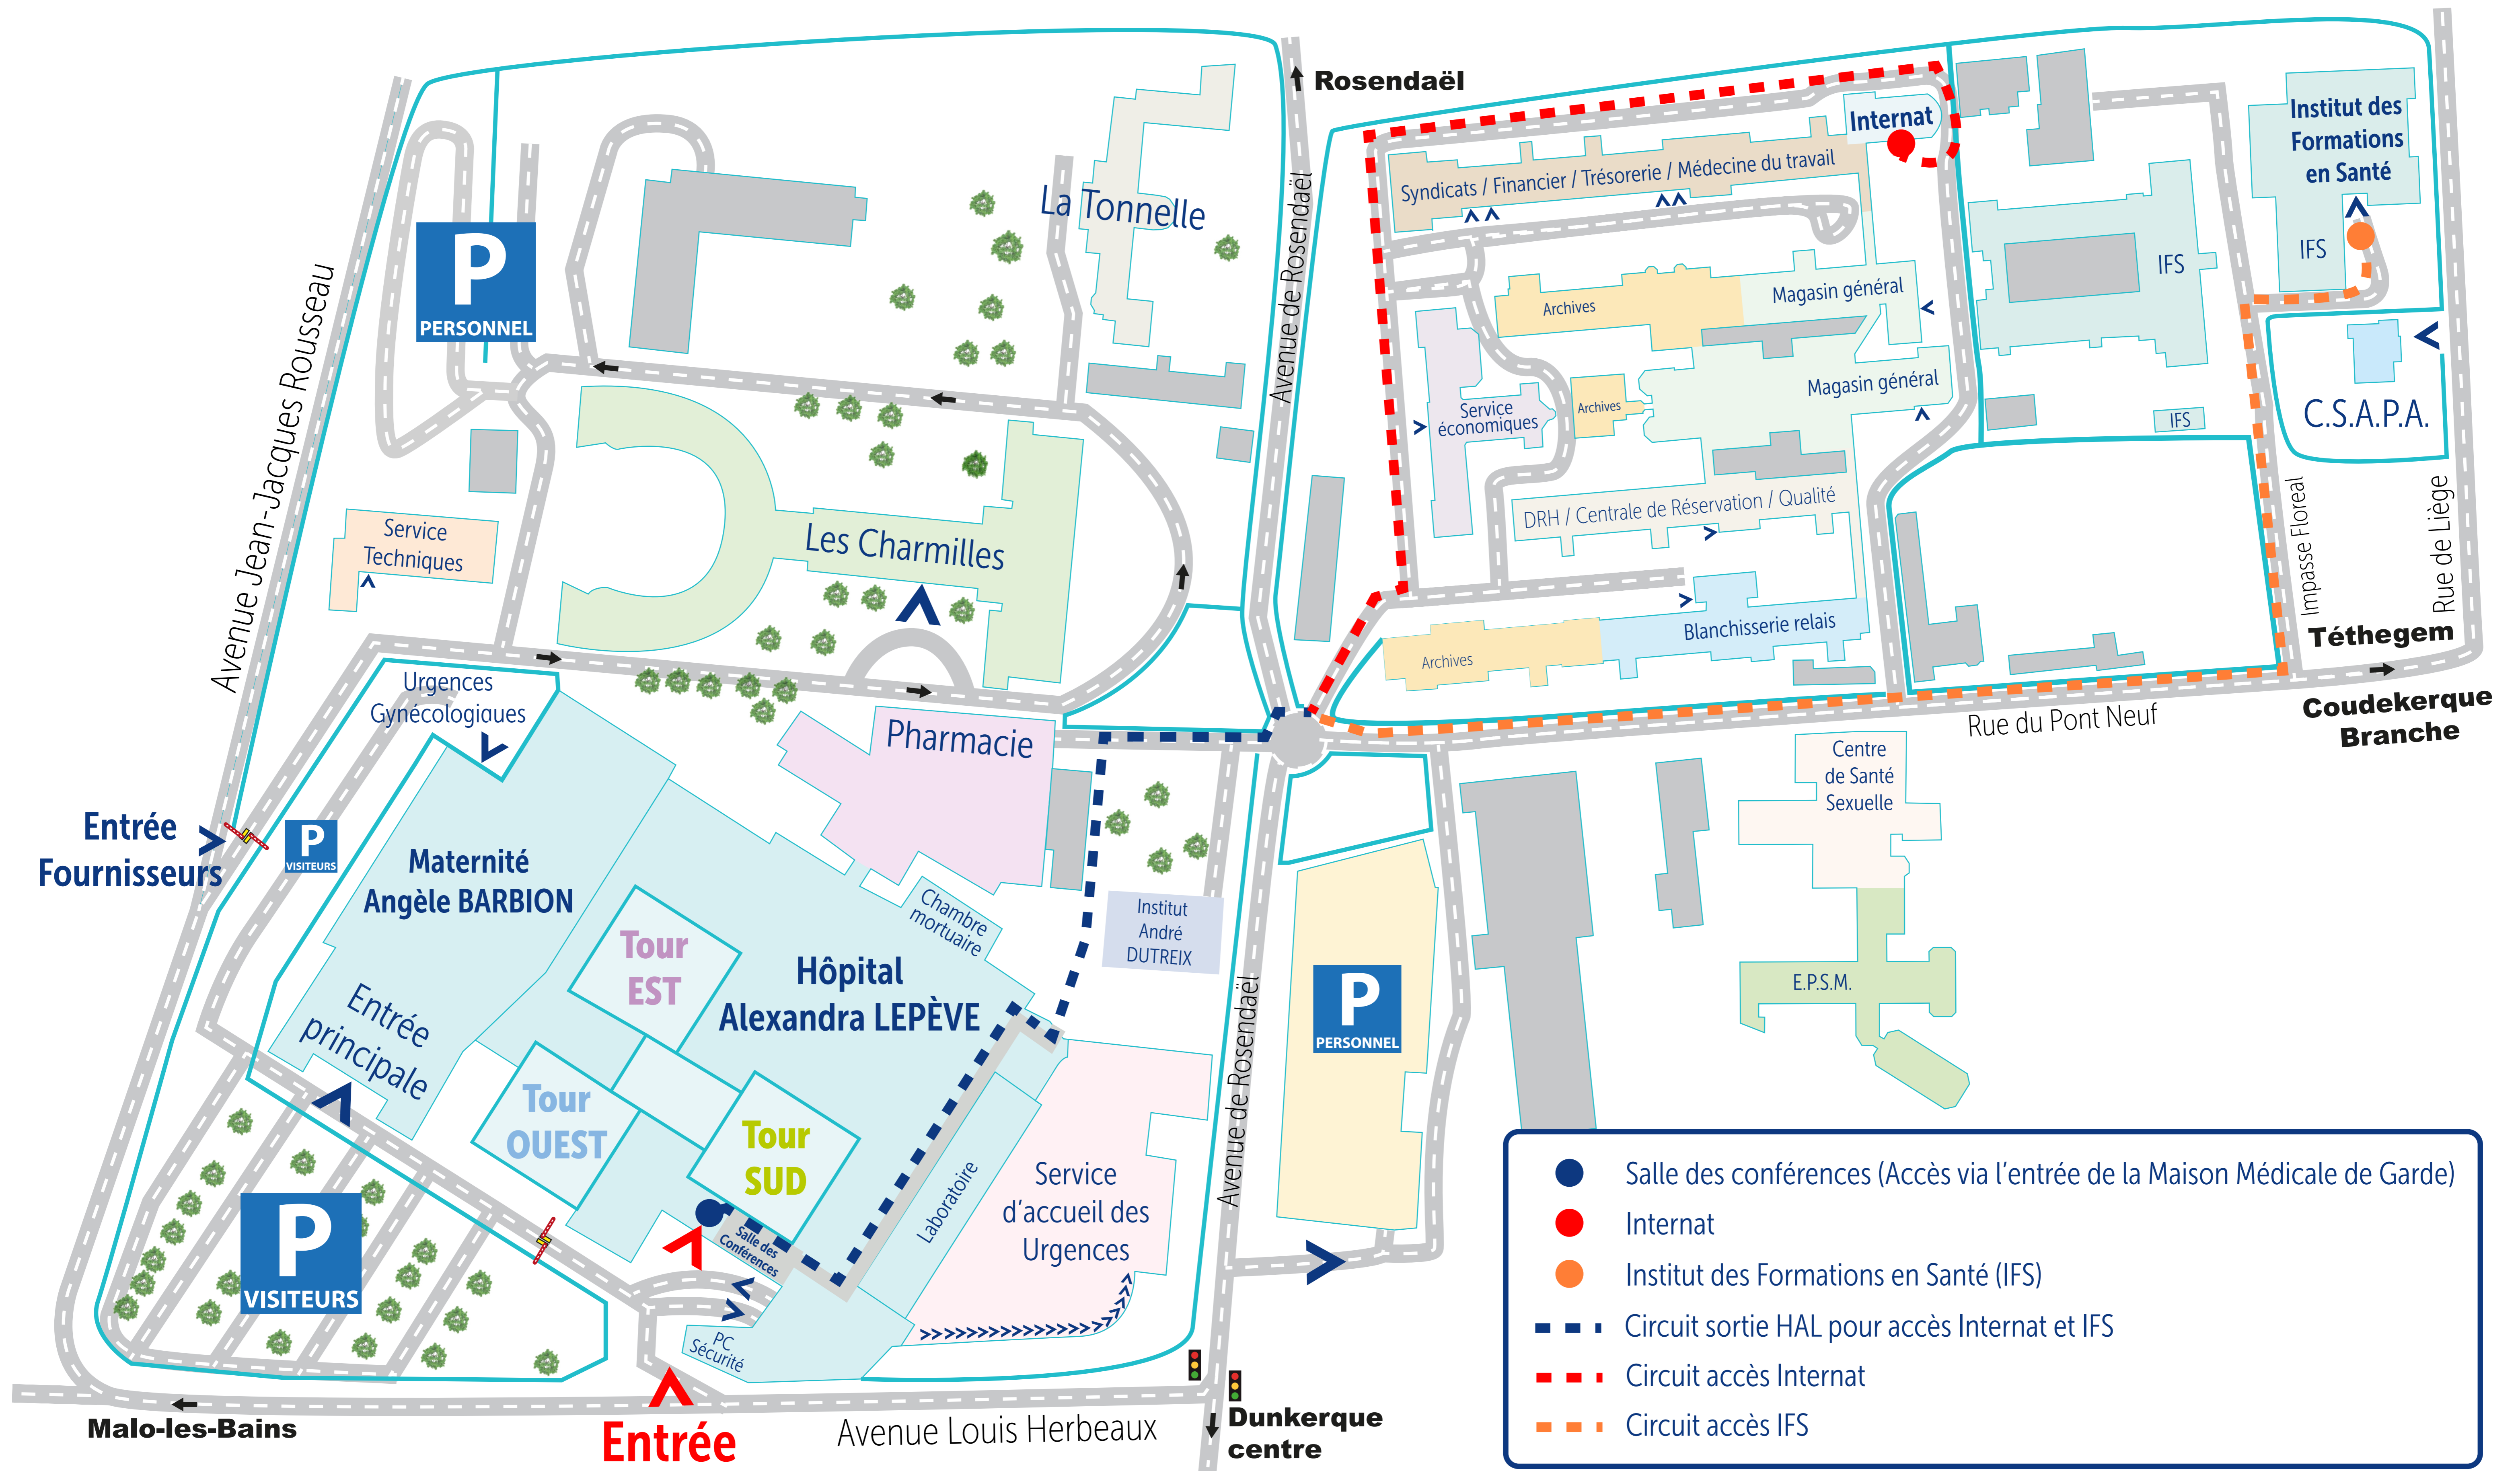 Rosendaël
Avenue de Rosendaël
La Tonnelle
P
PERSONNEL
Avenue Jean-Jacques Rousseau
Service
Techniques
Les Charmilles
Urgences
Gynécologiques
Pharmacie
Entrée
Fournisseurs
P
VISITEURS
Maternité
Angèle BARBION
Chambre
mortuaire
Institut
André
DUTREIX
Tour
EST
Hôpital
Alexandra LEPÈVE
Entrée
principale
Tour
OUEST
Tour
SUD
Salle des
Conférences
Laboratoire
Service
d'accueil des
Urgences
PC
Sécurité
P
VISITEURS
Malo-les-Bains
Entrée
Avenue Louis Herbeaux
Dunkerque
centre
Avenue de Rosendaël
P
PERSONNEL
Internat
Syndicats / Financier / Trésorerie / Médecine du travail
Archives
Magasin général
Service
économiques
Archives
Magasin général
DRH / Centrale de Réservation / Qualité
Blanchisserie relais
Archives
Institut des
Formations
en Santé
IFS
IFS
IFS
C.S.A.P.A.
Impasse Floreal
Rue de Liège
Téthegem
Coudekerque
Branche
Rue du Pont Neuf
Centre
de Santé
Sexuelle
E.P.S.M.
Salle des conférences (Accès via l'entrée de la Maison Médicale de Garde)
Internat
Institut des Formations en Santé (IFS)
Circuit sortie HAL pour accès Internat et IFS
Circuit accès Internat
Circuit accès IFS